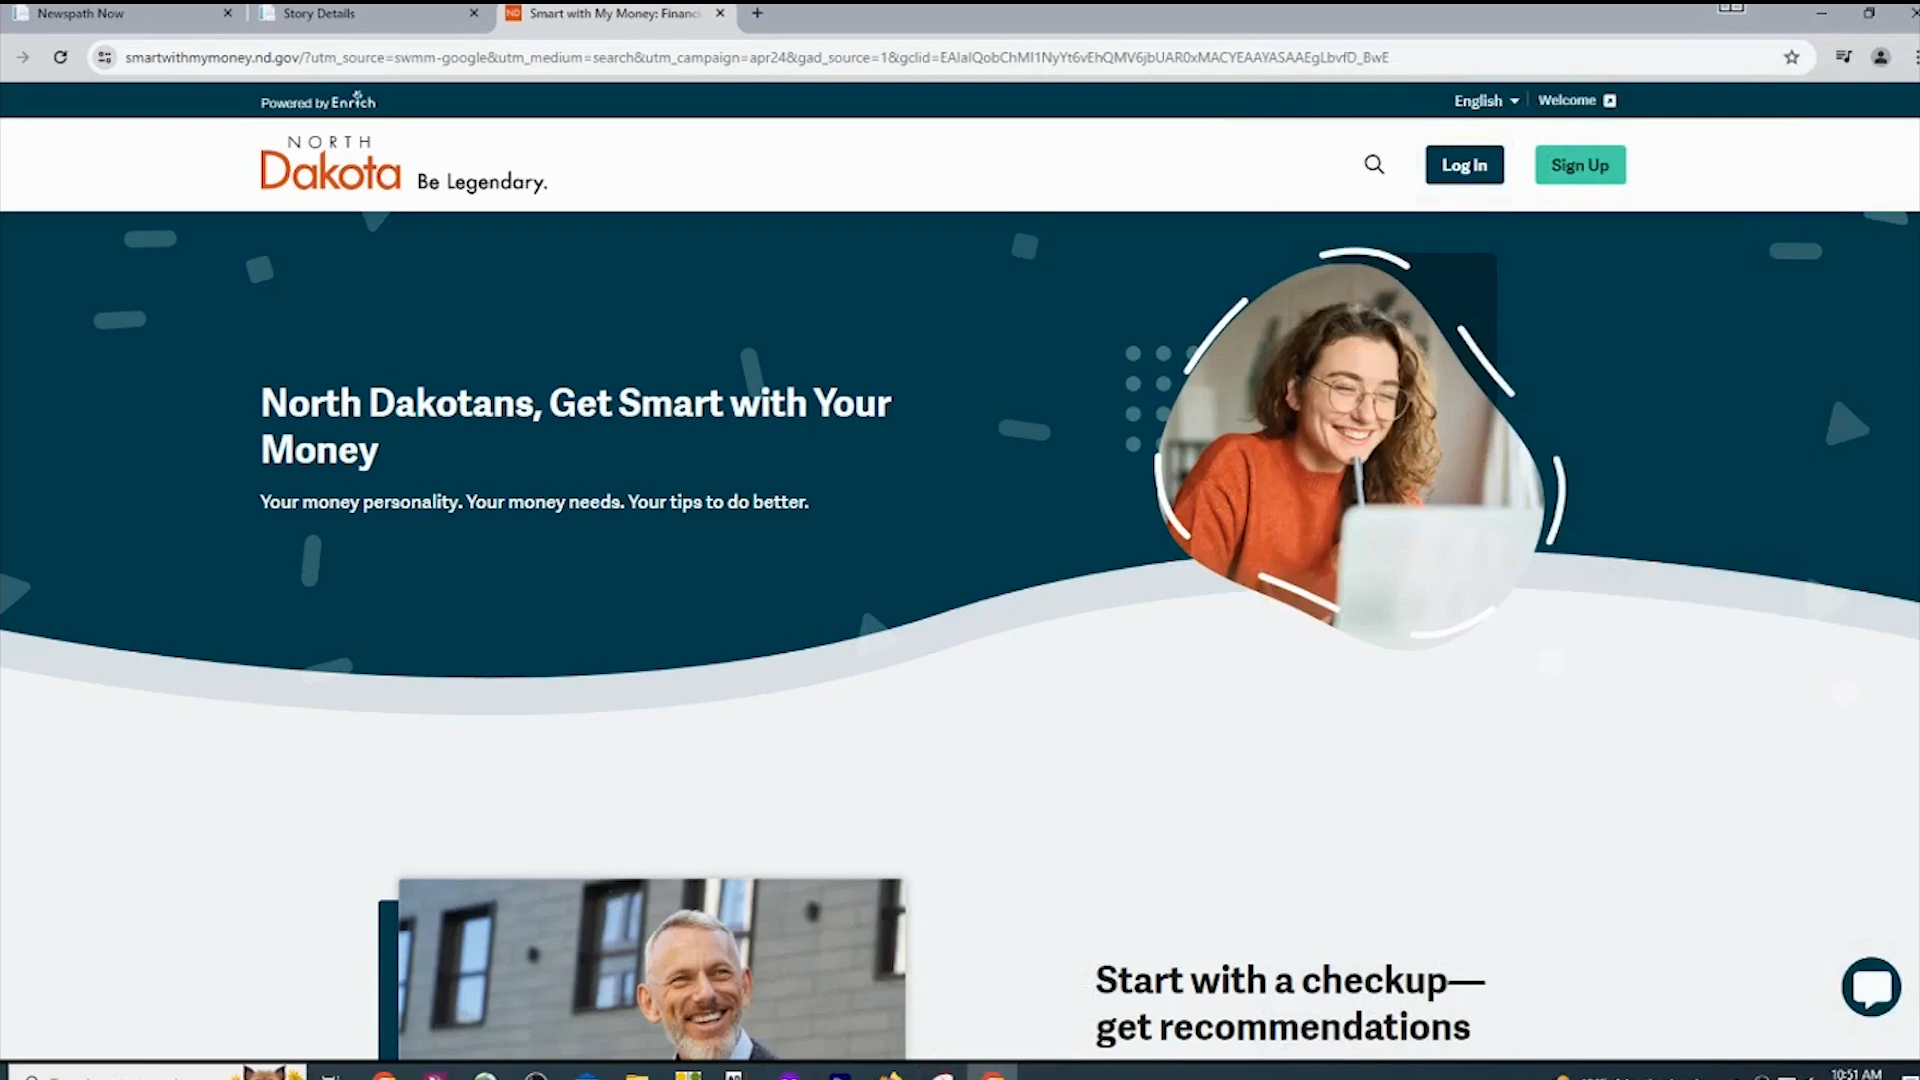 Newspath Now
Story Details
Smart with My Money: Financi
smartwithmymoney.nd.gov/?utm_source=swmm-google&utm_medium=search&utm_campaign=apr24&gad_source=1&gclid=EAIaIQobChMI1NyYt6vEhQMV6jbUAR0xMACYEAAYASAAEgLbvfD_BwE
Powered by Enrich
English
Welcome
NORTH
Dakota Be Legendary.
Log In
Sign Up
North Dakotans, Get Smart with Your
Money
Your money personality. Your money needs. Your tips to do better.
Start with a checkup—
get recommendations
10:51 AM